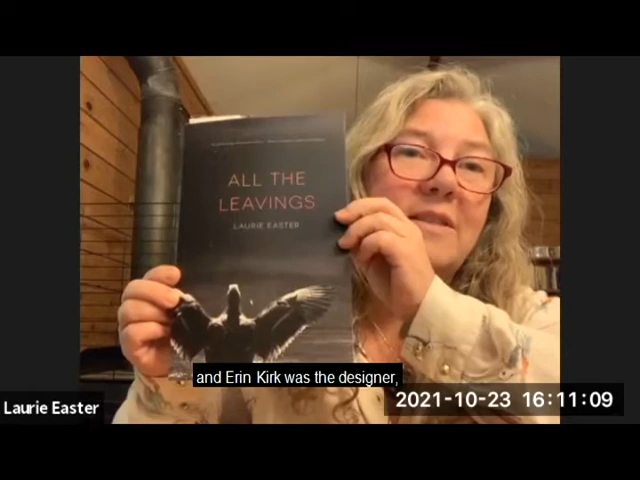 ALL THE
LEAVINGS
LAURIE EASTER
and Erin Kirk was the designer,
Laurie Easter
2021-10-23 16:11:09